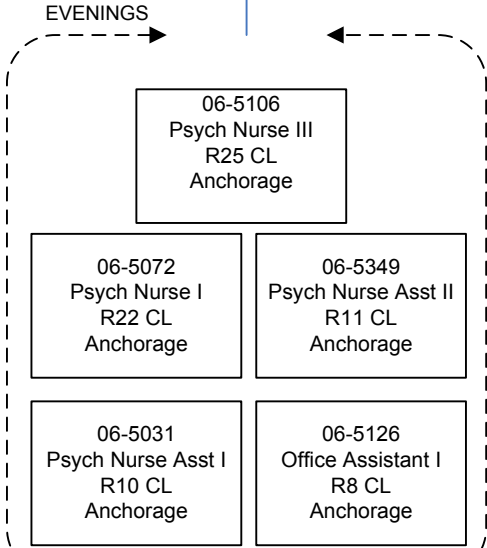 EVENINGS
06-5106
Psych Nurse III
R25 CL
Anchorage
06-5072
Psych Nurse I
R22 CL
Anchorage
06-5349
Psych Nurse Asst II
R11 CL
Anchorage
06-5031
Psych Nurse Asst I
R10 CL
Anchorage
06-5126
Office Assistant I
R8 CL
Anchorage